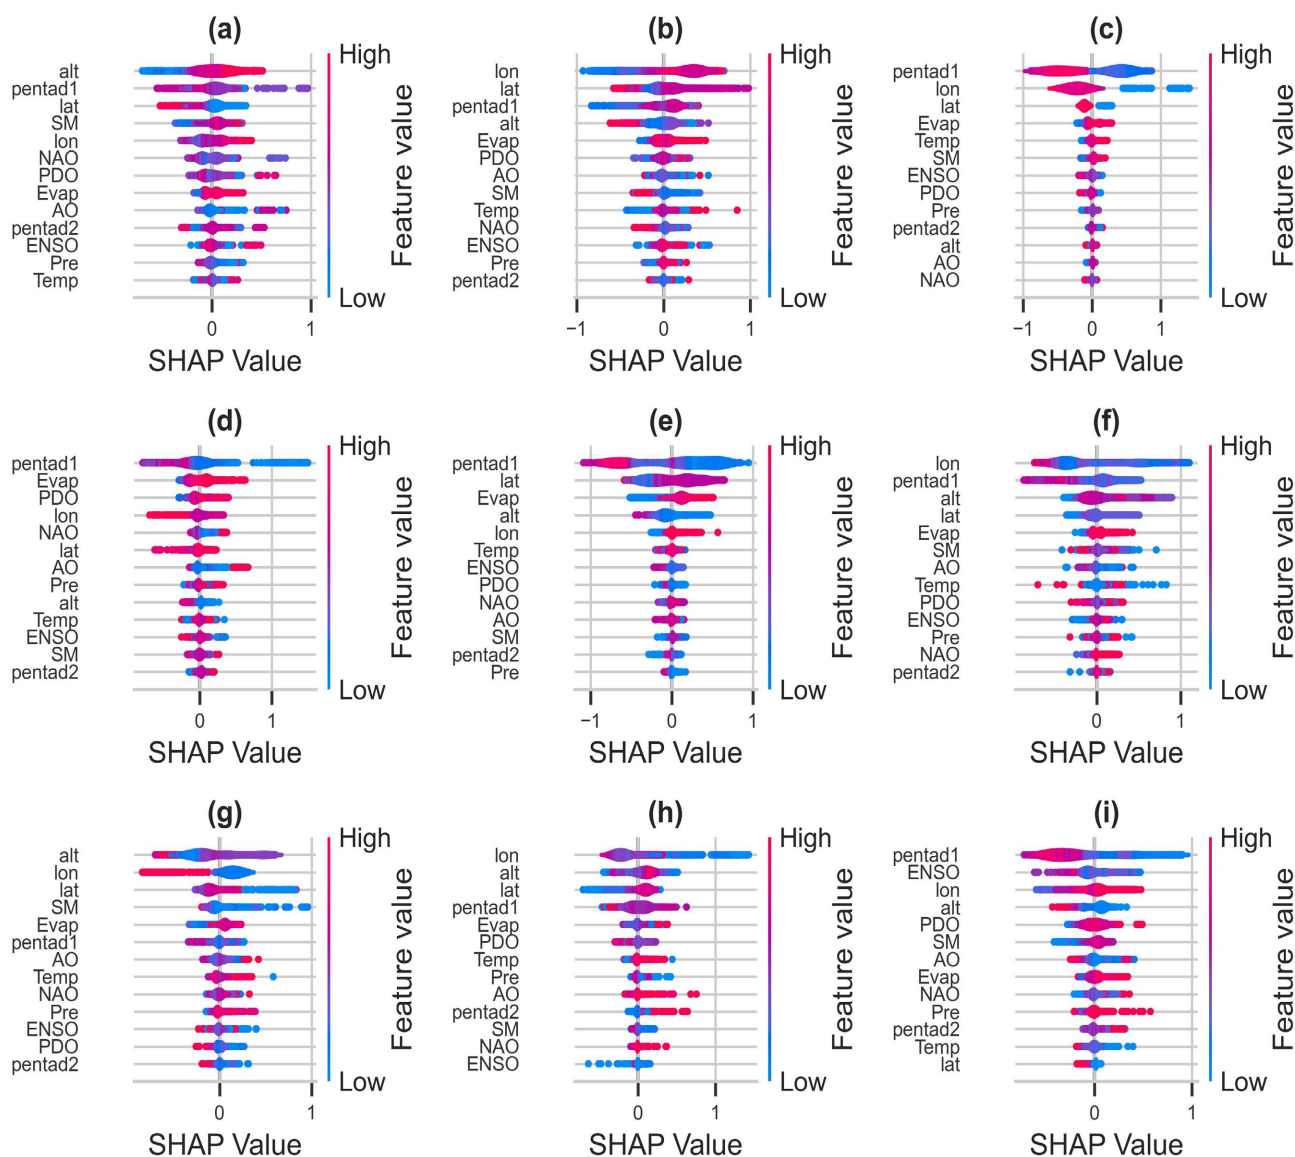 (a)
High
alt
pentad1
lat
SM
lon
NAO
PDO
Evap
AO
pentad2
ENSO
Pre
Temp
Low
0 1
SHAP Value
Feature value
(b)
High
lon
lat
pentad1
alt
Evap
PDO
AO
SM
Temp
NAO
ENSO
Pre
pentad2
Low
−1 0 1
SHAP Value
Feature value
(c)
High
pentad1
lon
lat
Evap
Temp
SM
ENSO
PDO
Pre
pentad2
alt
AO
NAO
Low
−1 0 1
SHAP Value
Feature value
(d)
High
pentad1
Evap
PDO
lon
NAO
lat
AO
Pre
alt
Temp
ENSO
SM
pentad2
Low
0 1
SHAP Value
Feature value
(e)
High
pentad1
lat
Evap
alt
lon
Temp
ENSO
PDO
NAO
AO
SM
pentad2
Pre
Low
−1 0 1
SHAP Value
Feature value
(f)
High
lon
pentad1
alt
lat
Evap
SM
AO
Temp
PDO
ENSO
Pre
NAO
pentad2
Low
0 1
SHAP Value
Feature value
(g)
High
alt
lon
lat
SM
Evap
pentad1
AO
Temp
NAO
Pre
ENSO
PDO
pentad2
Low
0 1
SHAP Value
Feature value
(h)
High
lon
alt
lat
pentad1
Evap
PDO
Temp
Pre
AO
pentad2
SM
NAO
ENSO
Low
0 1
SHAP Value
Feature value
(i)
High
pentad1
ENSO
lon
alt
PDO
SM
AO
Evap
NAO
Pre
pentad2
Temp
lat
Low
0 1
SHAP Value
Feature value